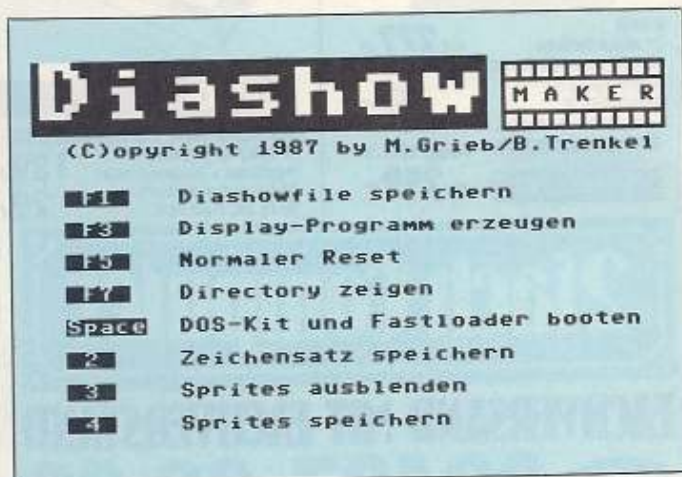 Diashow
MAKER
(C)opyright 1987 by M.Grieb/B.Trenkel
F1 Diashowfile speichern
F3 Display-Programm erzeugen
F5 Normaler Reset
F7 Directory zeigen
Space DOS-Kit und Fastloader booten
2 Zeichensatz speichern
3 Sprites ausblenden
4 Sprites speichern